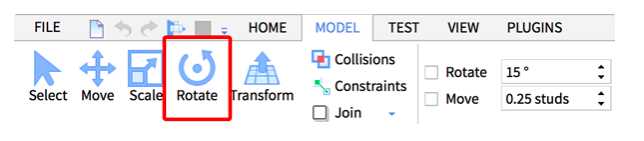 FILE HOME MODEL TEST VIEW PLUGINS
Select Move Scale Rotate Transform
Collisions
Constraints
Join
Rotate 15 °
Move 0.25 studs